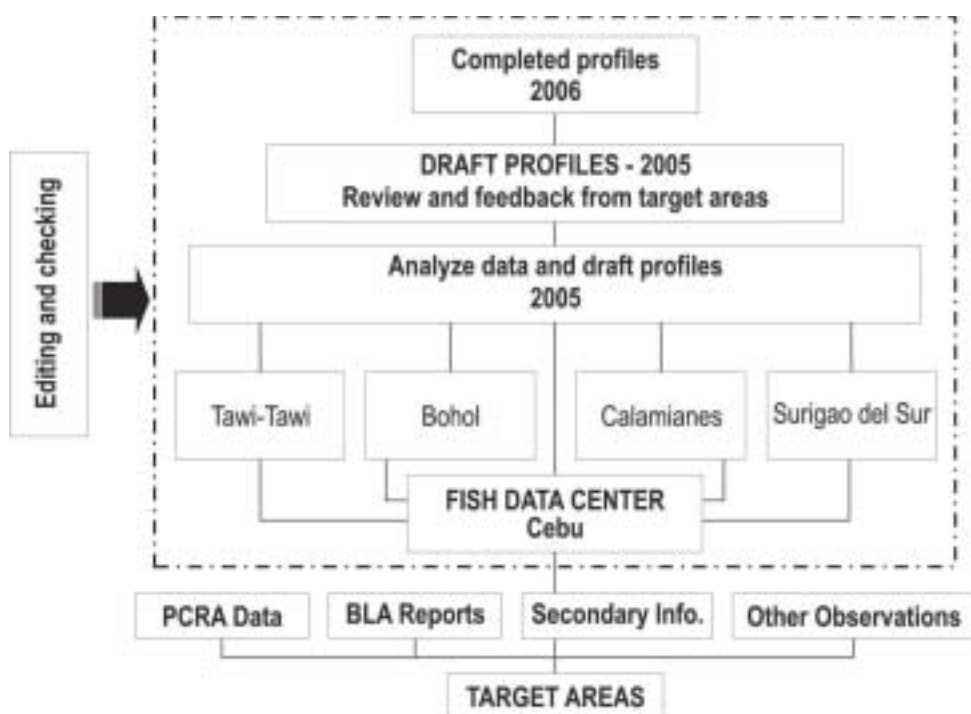 Completed profiles
2006
DRAFT PROFILES - 2005
Review and feedback from target areas
Editing and checking
Analyze data and draft profiles
2005
Tawi-Tawi
Bohol
Calamianes
Surigao del Sur
FISH DATA CENTER
Cebu
PCRA Data
BLA Reports
Secondary Info.
Other Observations
TARGET AREAS